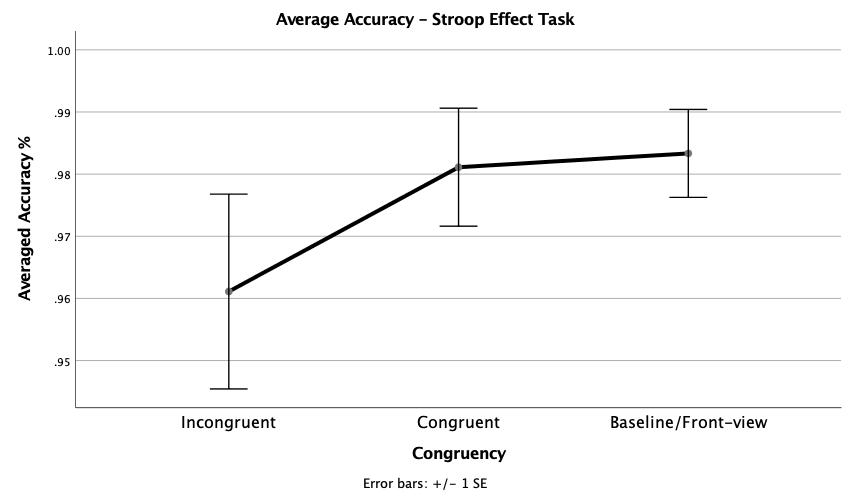 Average Accuracy – Stroop Effect Task
Averaged Accuracy %
1.00
.99
.98
.97
.96
.95
Incongruent
Congruent
Baseline/Front-view
Congruency
Error bars: +/- 1 SE